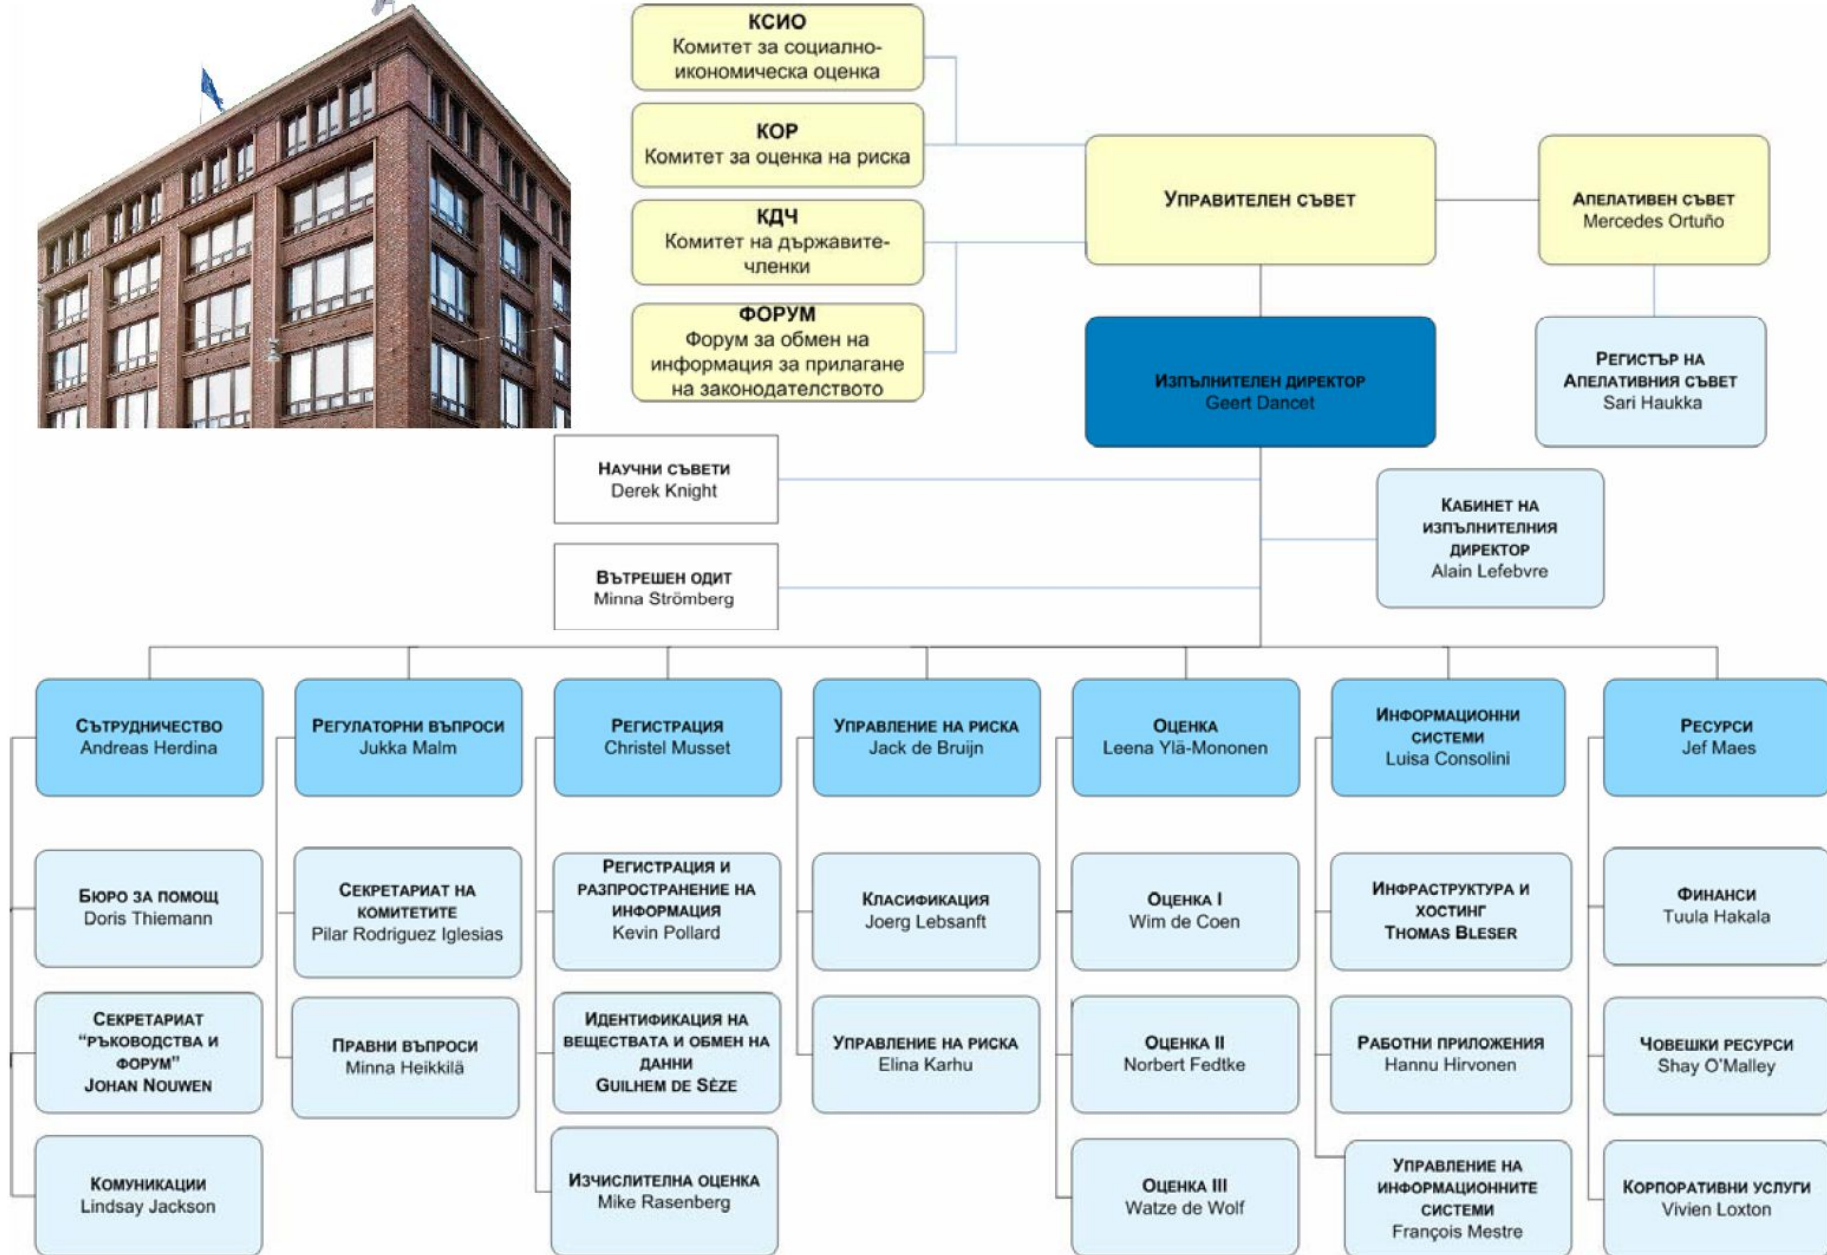 КСИО
Комитет за социално-
икономическа оценка
КОР
Комитет за оценка на риска
КДЧ
Комитет на държавите-
членки
ФОРУМ
Форум за обмен на
информация за прилагане
на законодателството
УПРАВИТЕЛЕН СЪВЕТ
АПЕЛАТИВЕН СЪВЕТ
Mercedes Ortuño
ИЗПЪЛНИТЕЛЕН ДИРЕКТОР
Geert Dancet
РЕГИСТЪР НА
АПЕЛАТИВНИЯ СЪВЕТ
Sari Haukka
НАУЧНИ СЪВЕТИ
Derek Knight
КАБИНЕТ НА
ИЗПЪЛНИТЕЛНИЯ
ДИРЕКТОР
Alain Lefebvre
ВЪТРЕШЕН ОДИТ
Minna Strömberg
СЪТРУДНИЧЕСТВО
Andreas Herdina
РЕГУЛАТОРНИ ВЪПРОСИ
Jukka Malm
РЕГИСТРАЦИЯ
Christel Musset
УПРАВЛЕНИЕ НА РИСКА
Jack de Bruijn
ОЦЕНКА
Leena Ylä-Mononen
ИНФОРМАЦИОННИ
СИСТЕМИ
Luisa Consolini
РЕСУРСИ
Jef Maes
БЮРО ЗА ПОМОЩ
Doris Thiemann
СЕКРЕТАРИАТ НА
КОМИТЕТИТЕ
Pilar Rodriguez Iglesias
РЕГИСТРАЦИЯ И
РАЗПРОСТРАНЕНИЕ НА
ИНФОРМАЦИЯ
Kevin Pollard
КЛАСИФИКАЦИЯ
Joerg Lebsanft
ОЦЕНКА I
Wim de Coen
ИНФРАСТРУКТУРА И
ХОСТИНГ
THOMAS BLESER
ФИНАНСИ
Tuula Hakala
СЕКРЕТАРИАТ
“РЪКОВОДСТВА И
ФОРУМ”
JOHAN NOUWEN
ПРАВНИ ВЪПРОСИ
Minna Heikkilä
ИДЕНТИФИКАЦИЯ НА
ВЕЩЕСТВАТА И ОБМЕН НА
ДАННИ
GUILHEM DE SÈZE
УПРАВЛЕНИЕ НА РИСКА
Elina Karhu
ОЦЕНКА II
Norbert Fedtke
РАБОТНИ ПРИЛОЖЕНИЯ
Hannu Hirvonen
ЧОВЕШКИ РЕСУРСИ
Shay O'Malley
КОМУНИКАЦИИ
Lindsay Jackson
ИЗЧИСЛИТЕЛНА ОЦЕНКА
Mike Rasenberg
ОЦЕНКА III
Watze de Wolf
УПРАВЛЕНИЕ НА
ИНФОРМАЦИОННИТЕ
СИСТЕМИ
François Mestre
КОРПОРАТИВНИ УСЛУГИ
Vivien Loxton